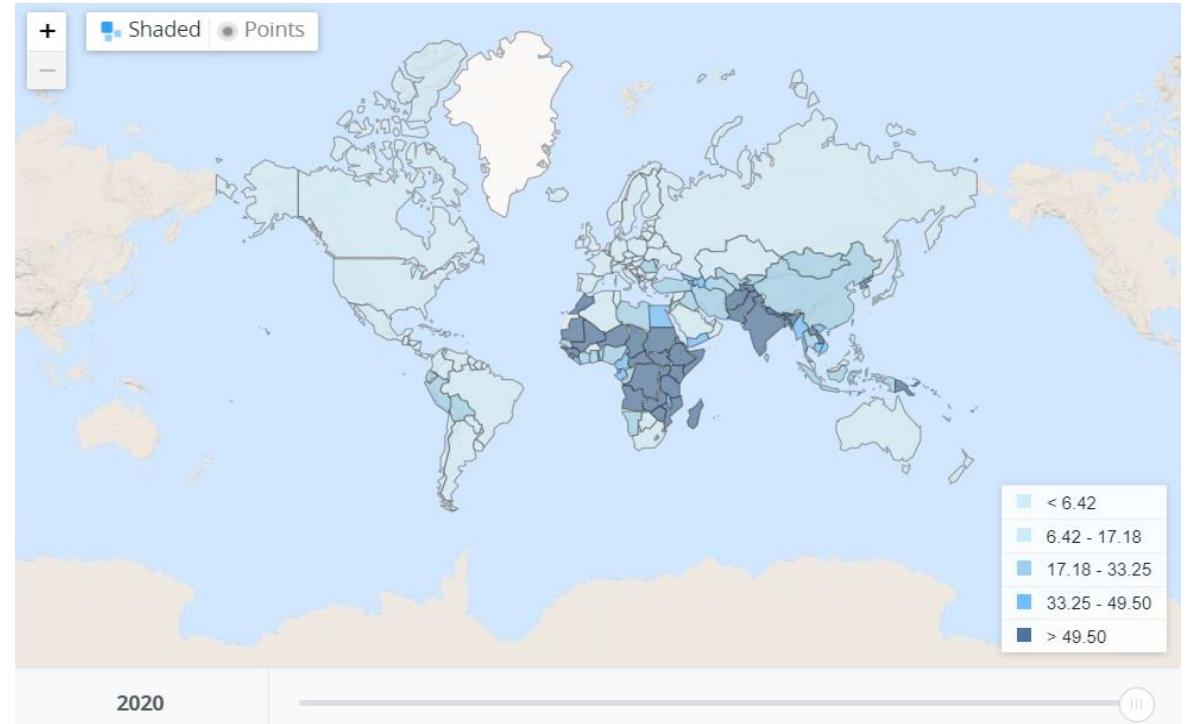 +
Shaded Points
−
< 6.42
6.42 - 17.18
17.18 - 33.25
33.25 - 49.50
> 49.50
2020